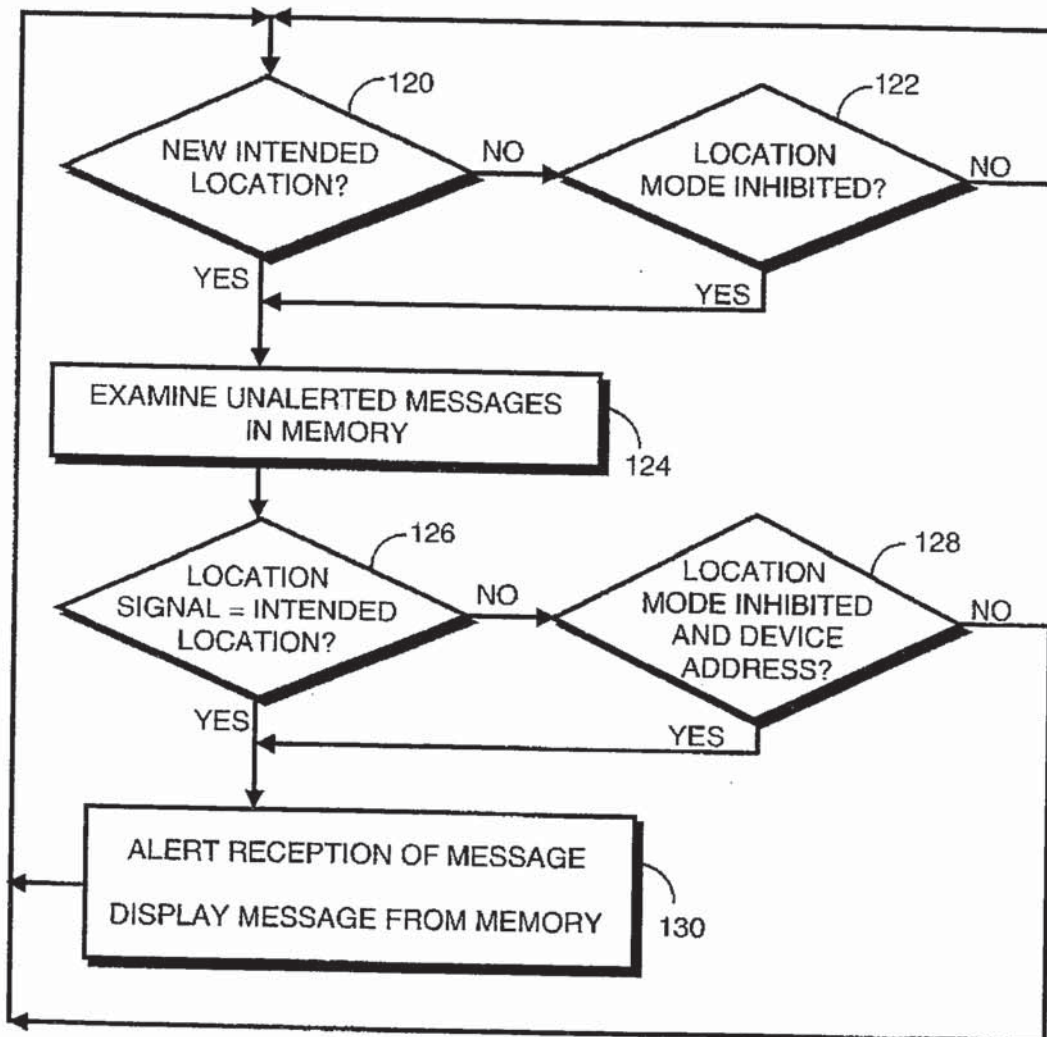 120
NEW INTENDED
LOCATION?
NO
122
LOCATION
MODE INHIBITED?
NO
YES
YES
EXAMINE UNALERTED MESSAGES
IN MEMORY
124
126
LOCATION
SIGNAL = INTENDED
LOCATION?
NO
128
LOCATION
MODE INHIBITED
AND DEVICE
ADDRESS?
NO
YES
YES
ALERT RECEPTION OF MESSAGE
DISPLAY MESSAGE FROM MEMORY
130